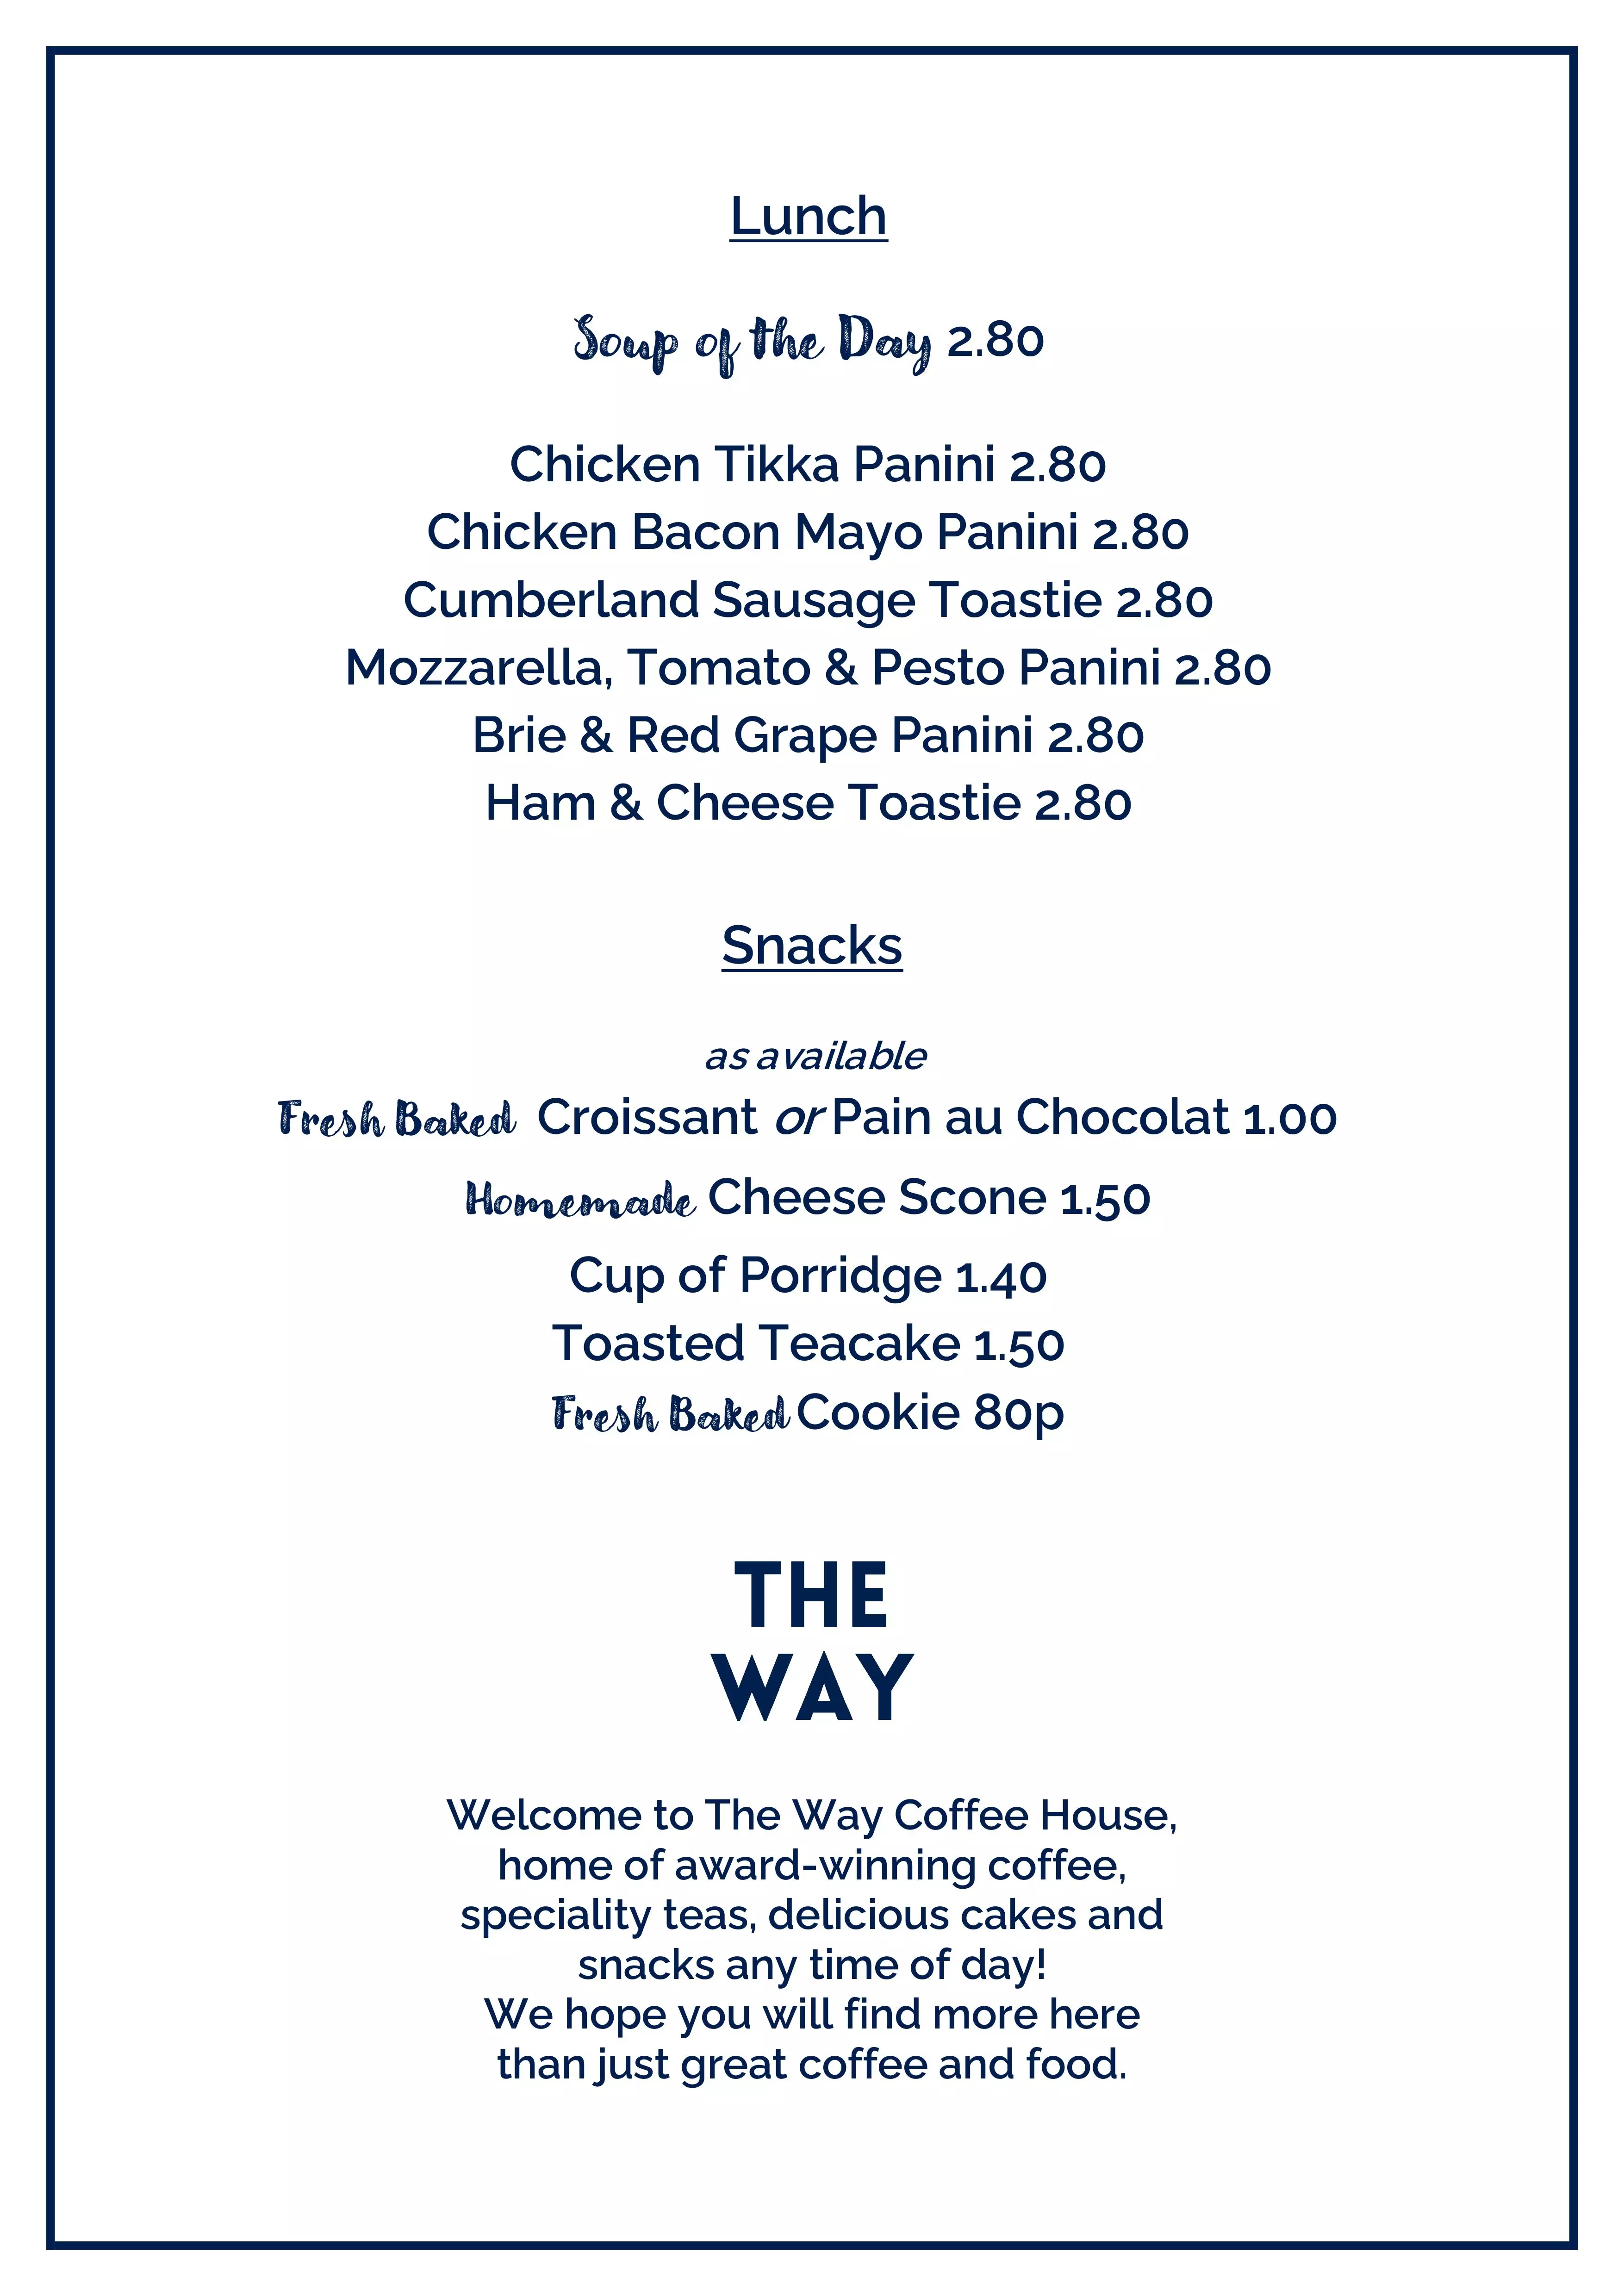 Lunch
Soup of the Day 2.80
Chicken Tikka Panini 2.80
Chicken Bacon Mayo Panini 2.80
Cumberland Sausage Toastie 2.80
Mozzarella, Tomato & Pesto Panini 2.80
Brie & Red Grape Panini 2.80
Ham & Cheese Toastie 2.80
Snacks
as available
Fresh Baked Croissant or Pain au Chocolat 1.00
Homemade Cheese Scone 1.50
Cup of Porridge 1.40
Toasted Teacake 1.50
Fresh Baked Cookie 80p
THE
WAY
Welcome to The Way Coffee House,
home of award-winning coffee,
speciality teas, delicious cakes and
snacks any time of day!
We hope you will find more here
than just great coffee and food.